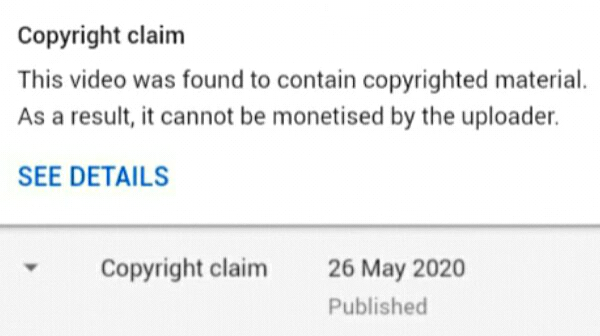 Copyright claim
This video was found to contain copyrighted material.
As a result, it cannot be monetised by the uploader.
SEE DETAILS
Copyright claim 26 May 2020
Published